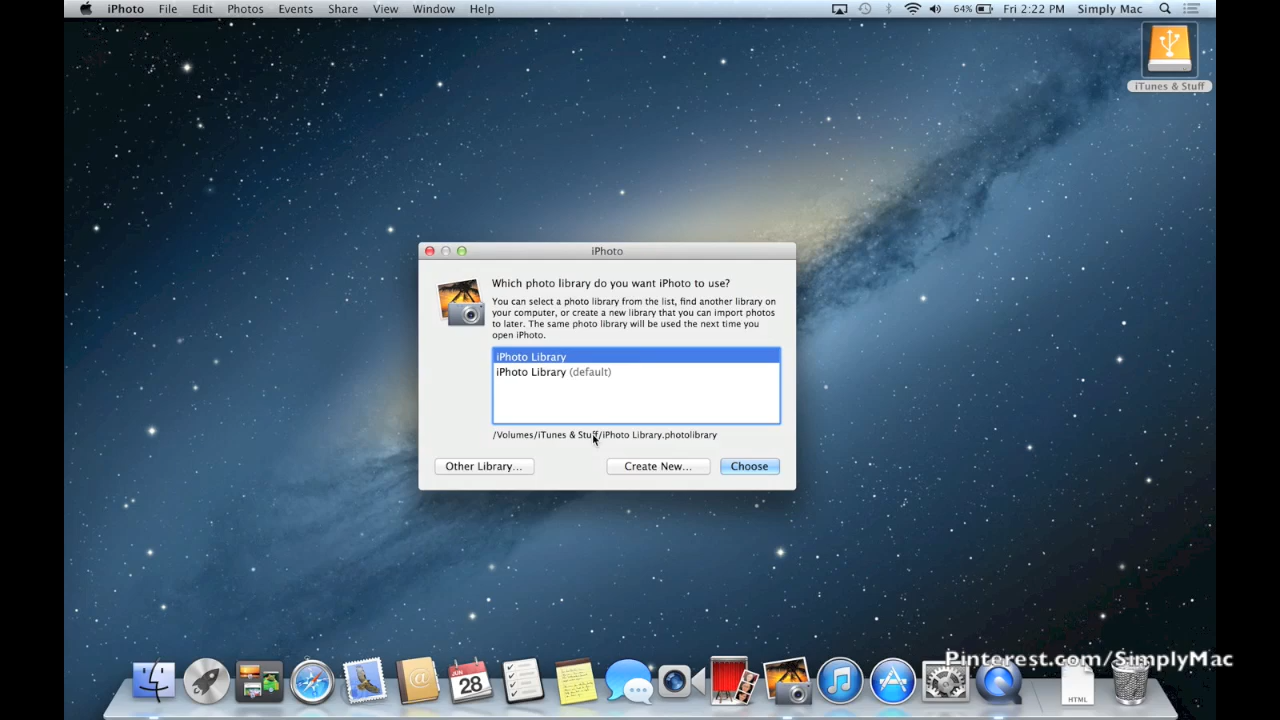 iPhoto File Edit Photos Events Share View Window Help 64% Fri 2:22 PM Simply Mac
iTunes & Stuff
iPhoto
Which photo library do you want iPhoto to use?
You can select a photo library from the list, find another library on
your computer, or create a new library that you can import photos
to later. The same photo library will be used the next time you
open iPhoto.
iPhoto Library
iPhoto Library (default)
/Volumes/iTunes & Stuff/iPhoto Library.photolibrary
Other Library... Create New... Choose
Pinterest.com/SimplyMac
JUN
28
HTML